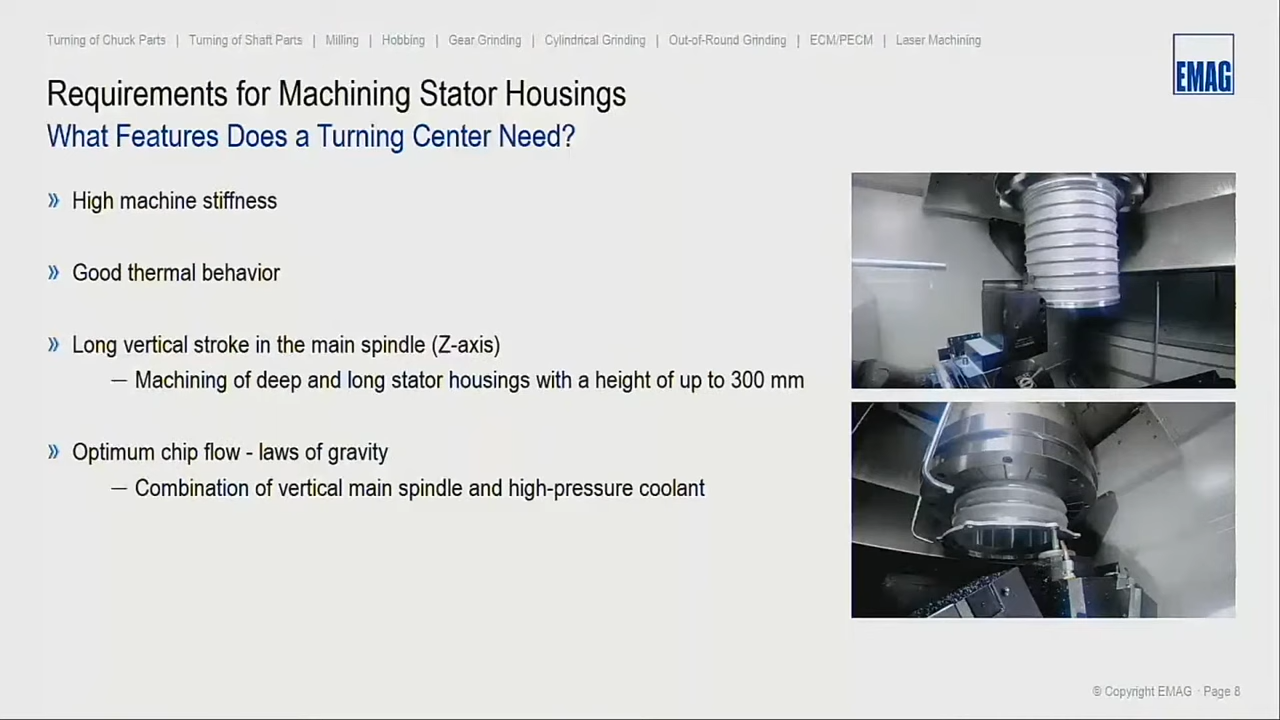 Turning of Chuck Parts | Turning of Shaft Parts | Milling | Hobbing | Gear Grinding | Cylindrical Grinding | Out-of-Round Grinding | ECM/PECM | Laser Machining
EMAG
Requirements for Machining Stator Housings
What Features Does a Turning Center Need?
» High machine stiffness
» Good thermal behavior
» Long vertical stroke in the main spindle (Z-axis)
— Machining of deep and long stator housings with a height of up to 300 mm
» Optimum chip flow - laws of gravity
— Combination of vertical main spindle and high-pressure coolant
© Copyright EMAG · Page 8